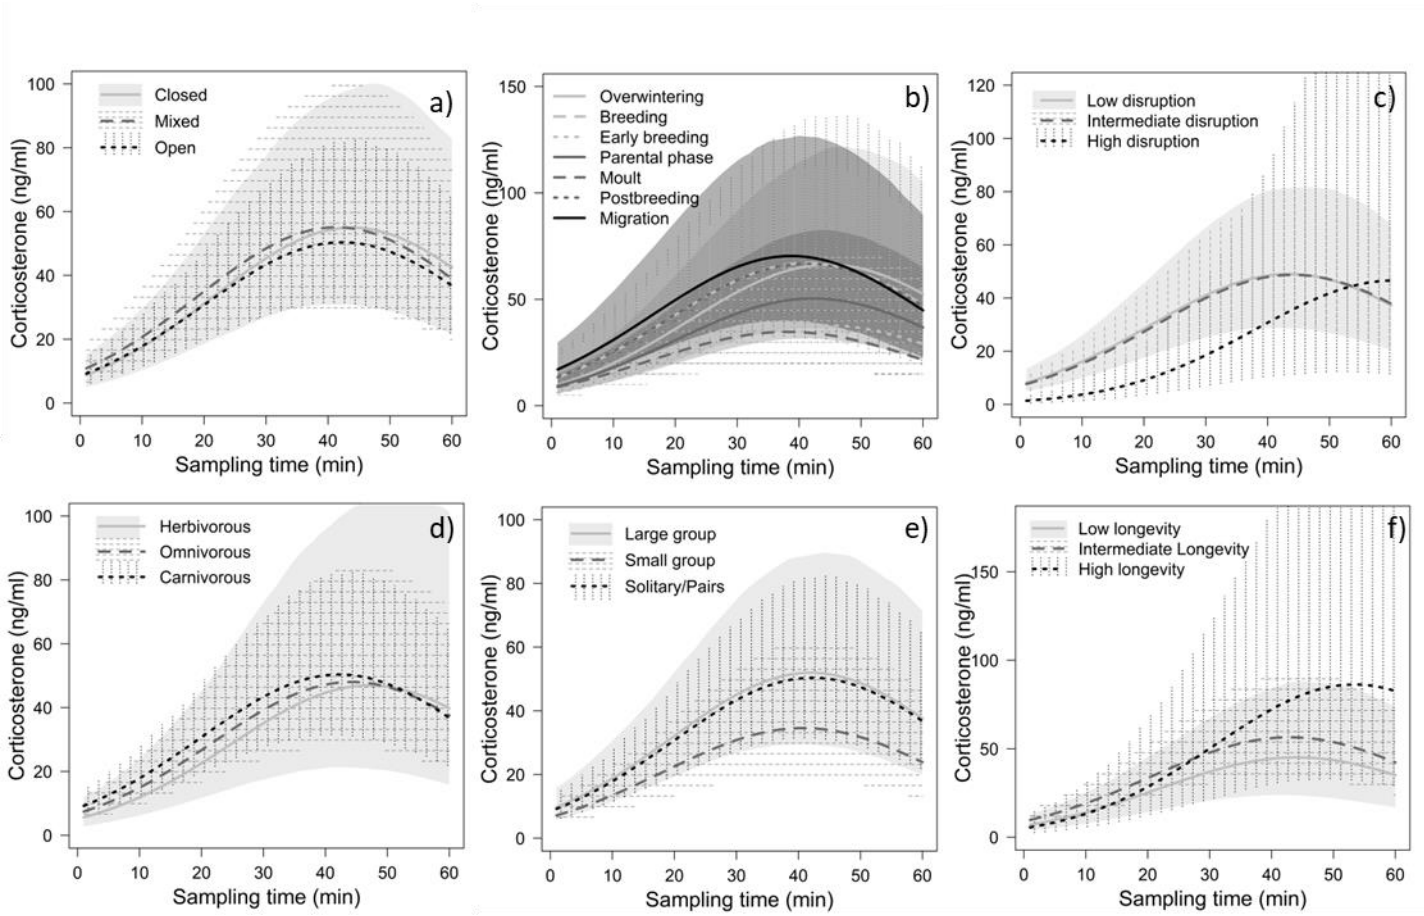 a)
Closed
Mixed
Open
100
80
60
40
20
0
Corticosterone (ng/ml)
0 10 20 30 40 50 60
Sampling time (min)
b)
Overwintering
Breeding
Early breeding
Parental phase
Moult
Postbreeding
Migration
150
100
50
0
Corticosterone (ng/ml)
0 10 20 30 40 50 60
Sampling time (min)
c)
Low disruption
Intermediate disruption
High disruption
120
100
80
60
40
20
0
Corticosterone (ng/ml)
0 10 20 30 40 50 60
Sampling time (min)
d)
Herbivorous
Omnivorous
Carnivorous
100
80
60
40
20
0
Corticosterone (ng/ml)
0 10 20 30 40 50 60
Sampling time (min)
e)
Large group
Small group
Solitary/Pairs
100
80
60
40
20
0
Corticosterone (ng/ml)
0 10 20 30 40 50 60
Sampling time (min)
f)
Low longevity
Intermediate Longevity
High longevity
150
100
50
0
Corticosterone (ng/ml)
0 10 20 30 40 50 60
Sampling time (min)